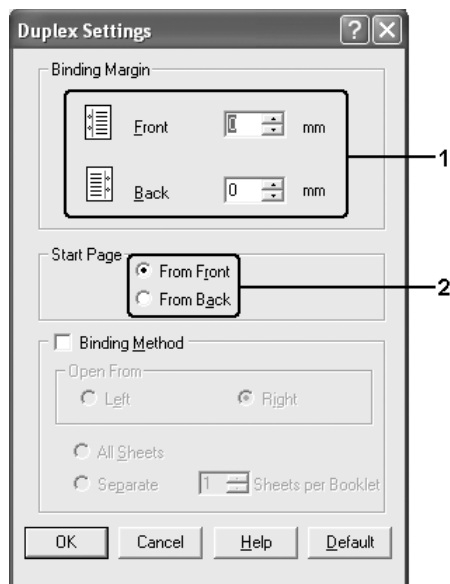 Duplex Settings
Binding Margin
Front 0 mm
1
Back 0 mm
Start Page
From Front
2
From Back
Binding Method
Open From
Left Right
All Sheets
Separate 1 Sheets per Booklet
OK Cancel Help Default